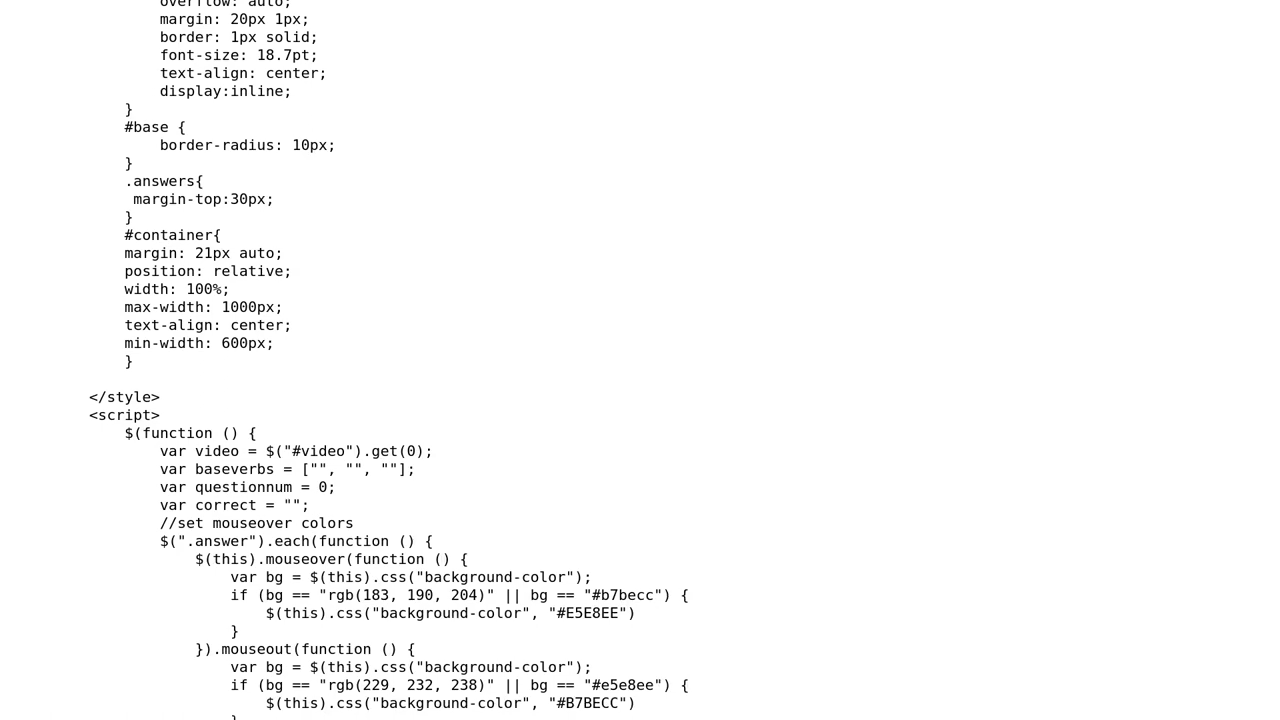 overflow: auto;
margin: 20px 1px;
border: 1px solid;
font-size: 18.7pt;
text-align: center;
display:inline;
}
#base {
border-radius: 10px;
}
.answers{
margin-top:30px;
}
#container{
margin: 21px auto;
position: relative;
width: 100%;
max-width: 1000px;
text-align: center;
min-width: 600px;
}
</style>
<script>
$(function () {
var video = $("#video").get(0);
var baseverbs = ["", "", ""];
var questionnum = 0;
var correct = "";
//set mouseover colors
$(".answer").each(function () {
$(this).mouseover(function () {
var bg = $(this).css("background-color");
if (bg == "rgb(183, 190, 204)" || bg == "#b7becc") {
$(this).css("background-color", "#E5E8EE")
}
}).mouseout(function () {
var bg = $(this).css("background-color");
if (bg == "rgb(229, 232, 238)" || bg == "#e5e8ee") {
$(this).css("background-color", "#B7BECC")
}